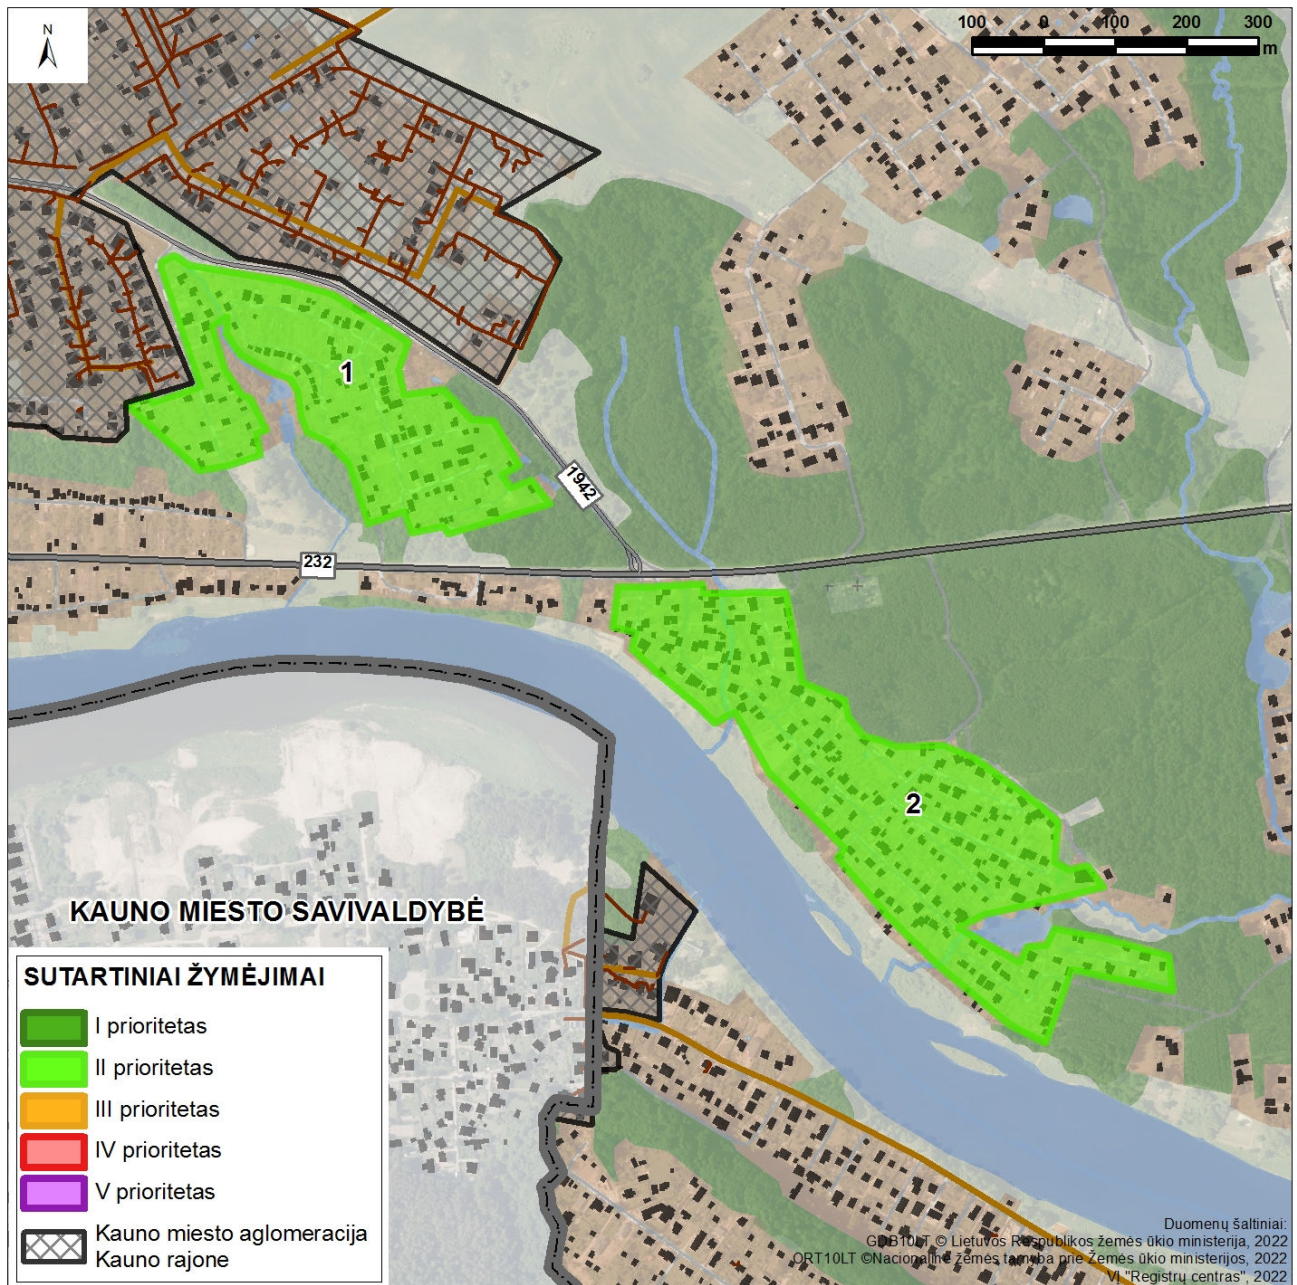 N
100 0 100 200 300
m
1
1942
232
2
KAUNO MIESTO SAVIVALDYBĖ
SUTARTINIAI ŽYMĖJIMAI
I prioritetas
II prioritetas
III prioritetas
IV prioritetas
V prioritetas
Kauno miesto aglomeracija
Kauno rajone
Duomenų šaltiniai:
GDB10LT, © Lietuvos Respublikos žemės ūkio ministerija, 2022
ORT10LT ©Nacionalinė žemės tarnyba prie Žemės ūkio ministerijos, 2022
VĮ "Registrų centras", 2022